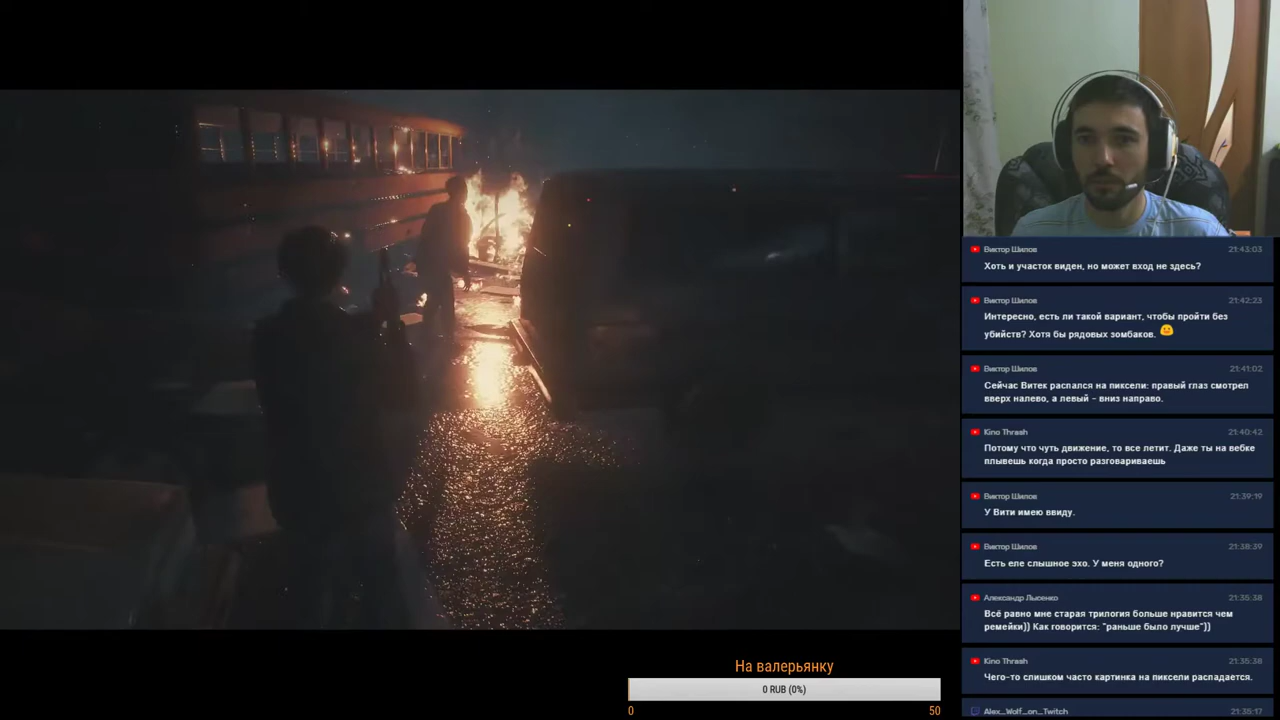 Виктор Шилов 21:43:03
Хоть и участок виден, но может вход не здесь?
Виктор Шилов 21:42:23
Интересно, есть ли такой вариант, чтобы пройти без
убийств? Хотя бы рядовых зомбаков.
Виктор Шилов 21:41:02
Сейчас Витек распался на пиксели: правый глаз смотрел
вверх налево, а левый - вниз направо.
Kino Thrash 21:40:42
Потому что чуть движение, то все летит. Даже ты на вебке
плывешь когда просто разговариваешь
Виктор Шилов 21:39:19
У Вити имею ввиду.
Виктор Шилов 21:38:39
Есть еле слышное эхо. У меня одного?
Александр Лысенко 21:35:38
Всё равно мне старая трилогия больше нравится чем
ремейки)) Как говорится: "раньше было лучше"))
Kino Thrash 21:35:38
Чего-то слишком часто картинка на пиксели распадается.
Alex_Wolf_on_Twitch 21:35:17
На валерьянку
0 RUB (0%)
0 50